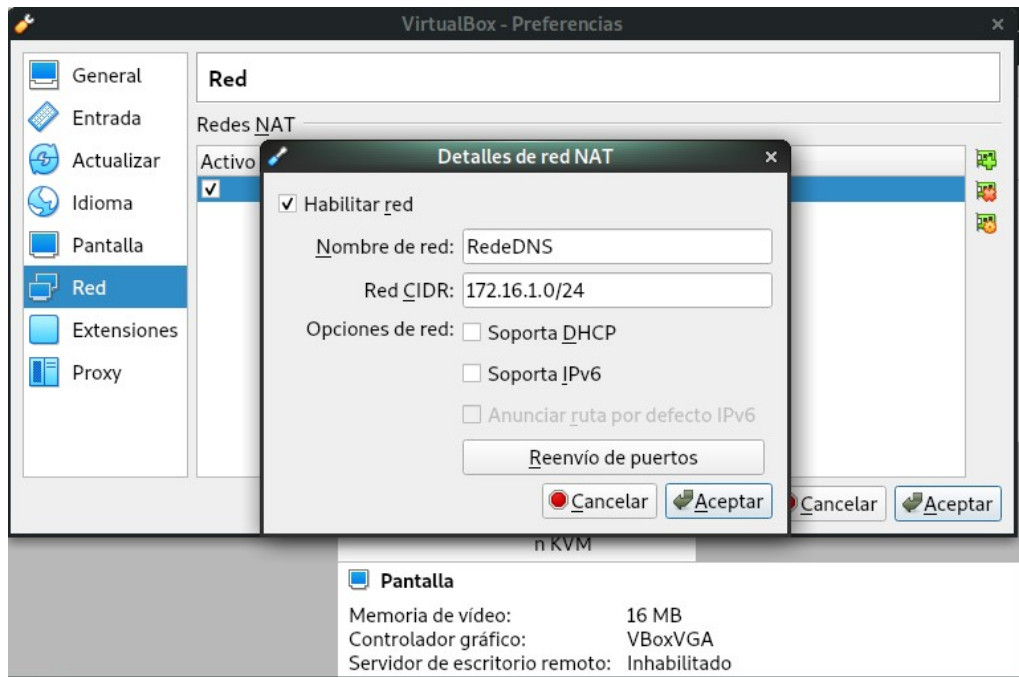 VirtualBox - Preferencias
General
Entrada
Actualizar
Idioma
Pantalla
Red
Extensiones
Proxy
Red
Redes NAT
Activo
Detalles de red NAT
Habilitar red
Nombre de red: RedeDNS
Red CIDR: 172.16.1.0/24
Opciones de red: Soporta DHCP
Soporta IPv6
Anunciar ruta por defecto IPv6
Reenvío de puertos
Cancelar Aceptar
Cancelar Aceptar
n KVM
Pantalla
Memoria de vídeo: 16 MB
Controlador gráfico: VBoxVGA
Servidor de escritorio remoto: Inhabilitado